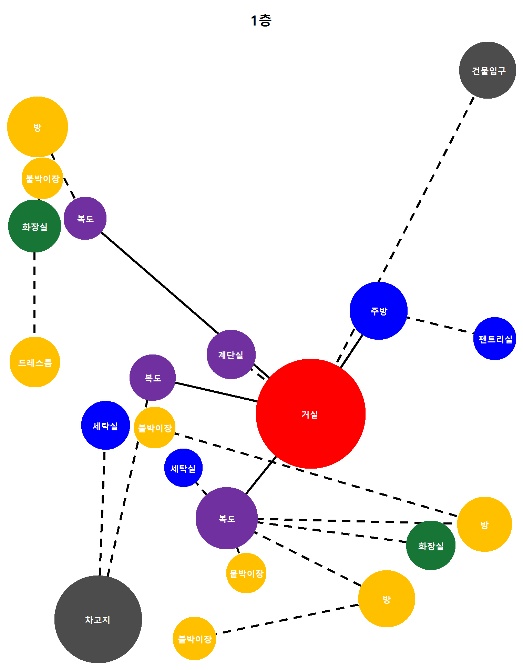 1층
건물입구
방
붙박이장
복도
화장실
주방
펜트리실
계단실
드레스룸
복도
거실
세탁실
붙박이장
세탁실
복도
방
화장실
붙박이장
방
차고지
붙박이장